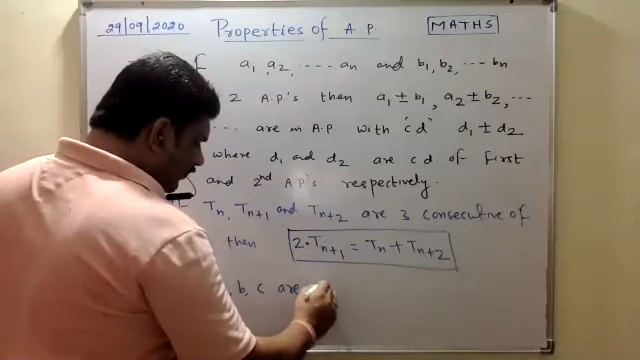 29/09/2020 Properties of A P. MATHS
a₁, a₂, ---- an and b₁, b₂, --- bn
2 A.P's then a₁ ± b₁, a₂ ± b₂, ---
--- are in A.P with 'cd' d₁ ± d₂
where d₁ and d₂ are cd of First
and 2nd A P's respectively.
Tn, Tn+1 and Tn+2 are 3 consecutive of
then 2·Tn+1 = Tn + Tn+2
, b, c are